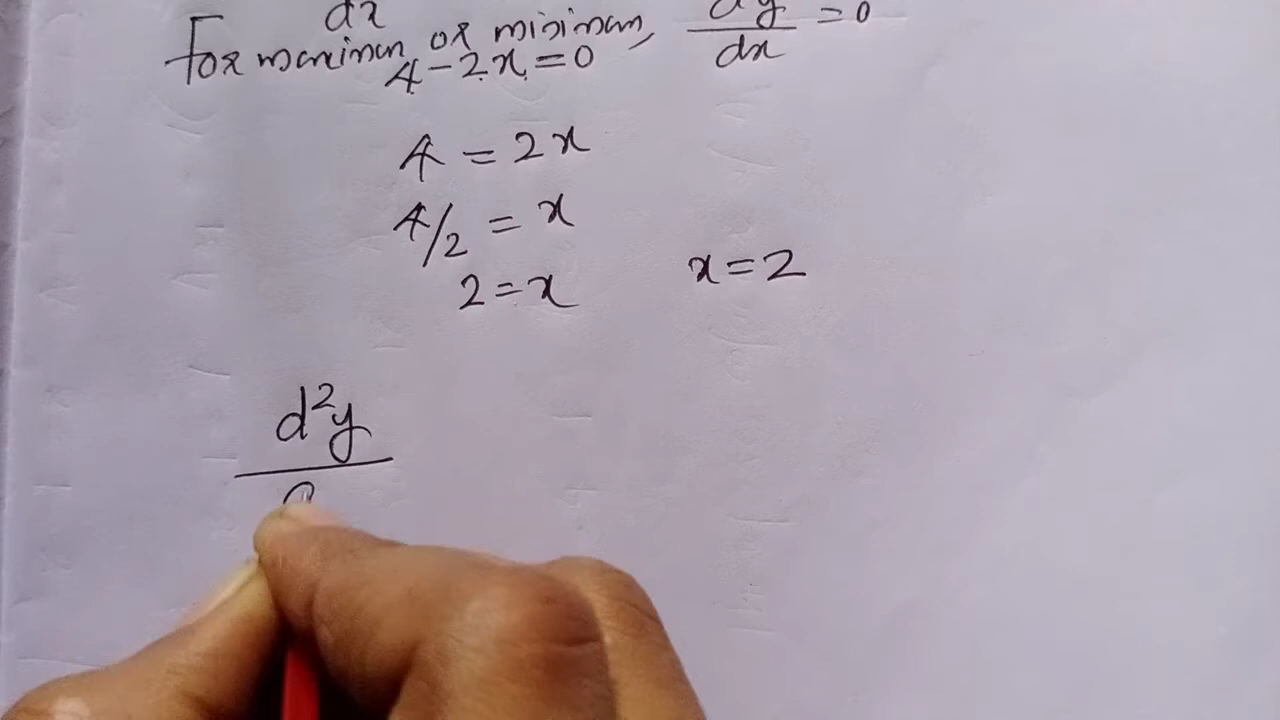 dx
For maximum or minimum, dy/dx = 0
4 - 2x = 0
4 = 2x
4/2 = x
2 = x x = 2
d²y